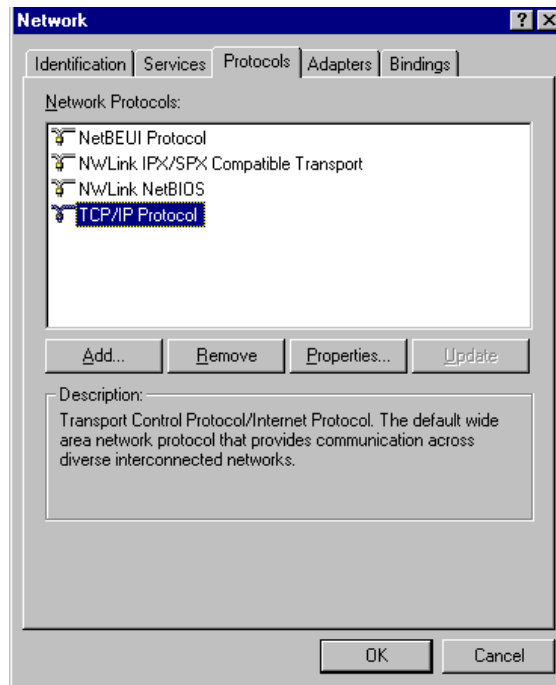 Network
Identification Services Protocols Adapters Bindings
Network Protocols:
NetBEUI Protocol
NWLink IPX/SPX Compatible Transport
NWLink NetBIOS
TCP/IP Protocol
Add... Remove Properties... Update
Description:
Transport Control Protocol/Internet Protocol. The default wide
area network protocol that provides communication across
diverse interconnected networks.
OK Cancel